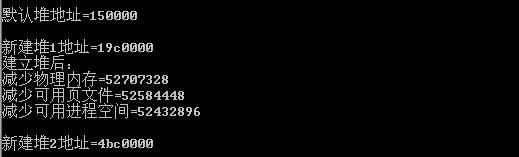 默认堆地址=150000
新建堆1地址=19c0000
建立堆后:
减少物理内存=52707328
减少可用页文件=52584448
减少可用进程空间=52432896
新建堆2地址=4bc0000